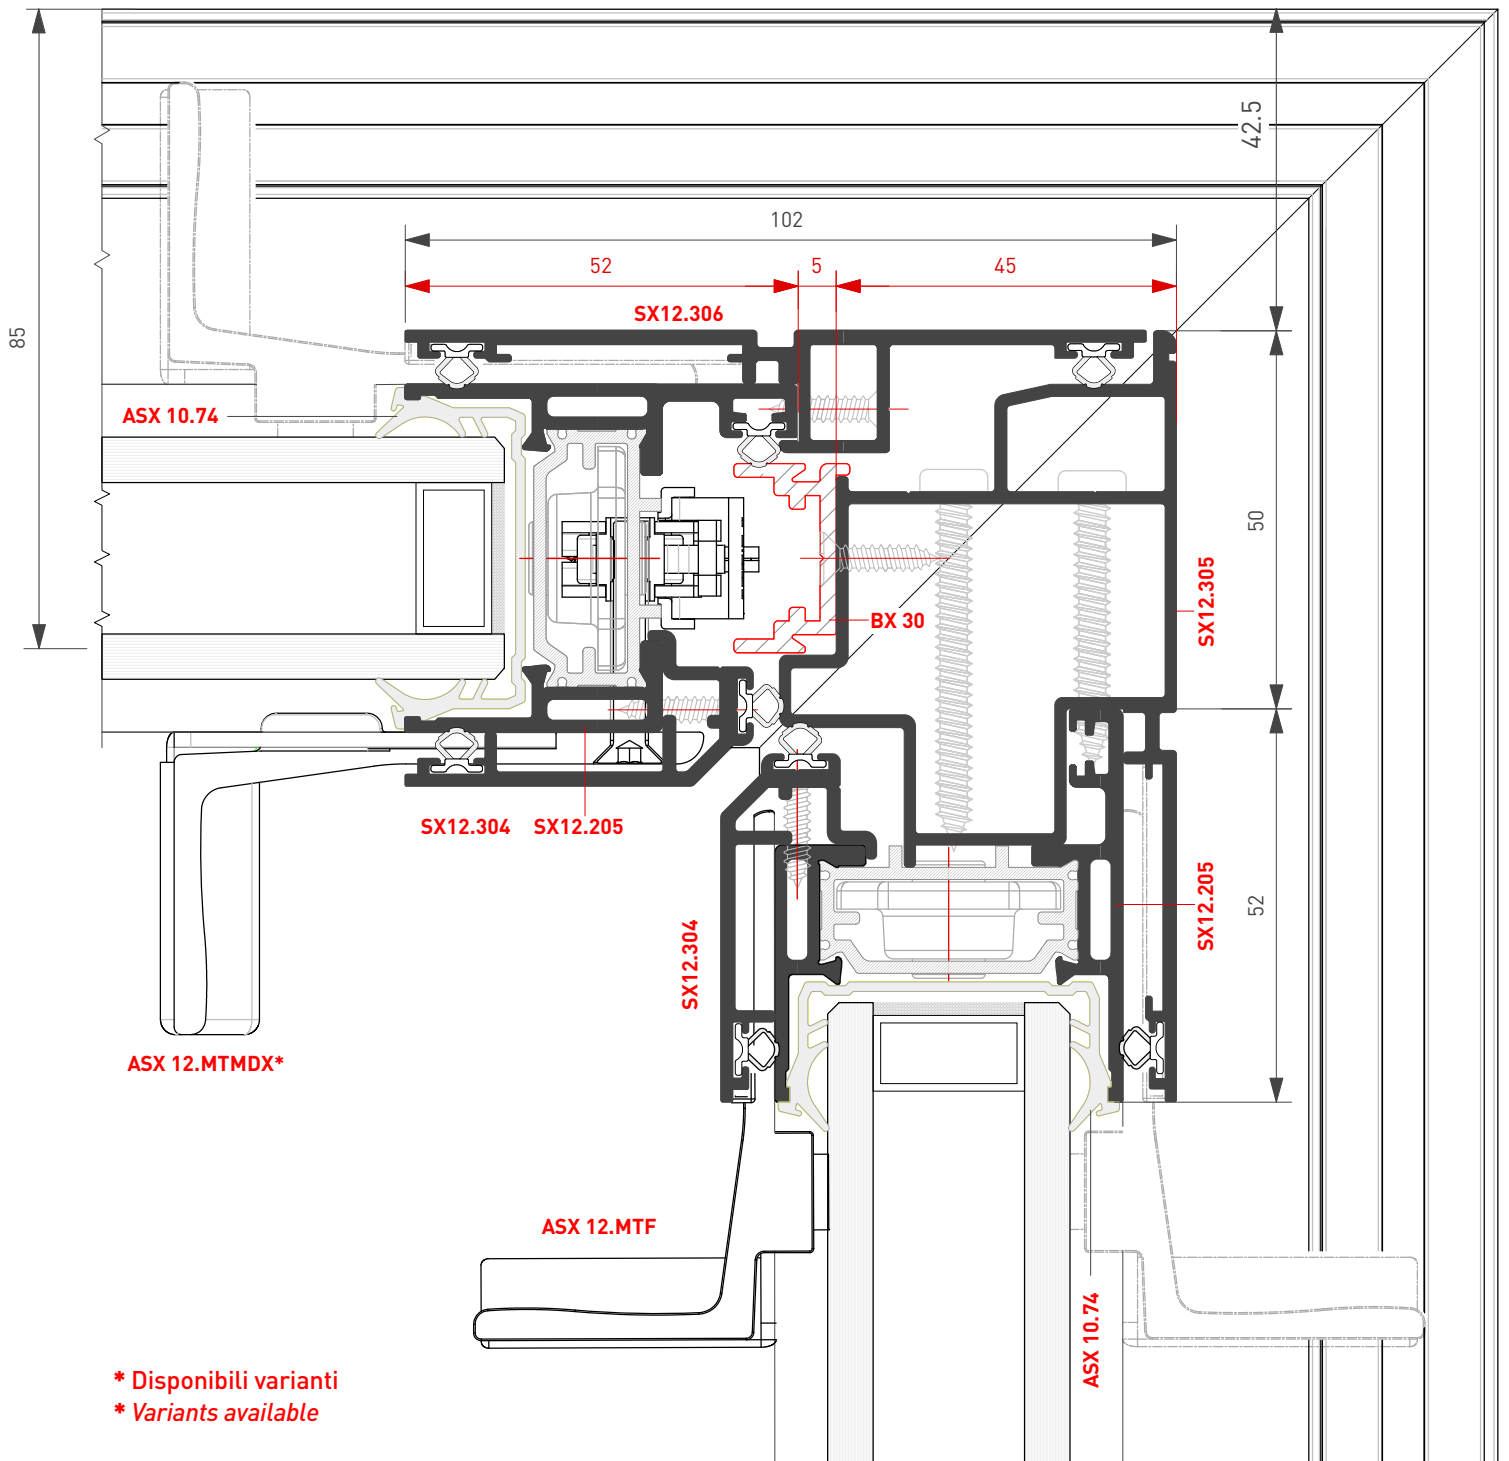 42.5
102
52
5
45
SX12.306
85
ASX 10.74
50
SX12.305
BX 30
SX12.304
SX12.205
SX12.205
52
SX12.304
ASX 12.MTMDX*
ASX 12.MTF
ASX 10.74
* Disponibili varianti
* Variants available